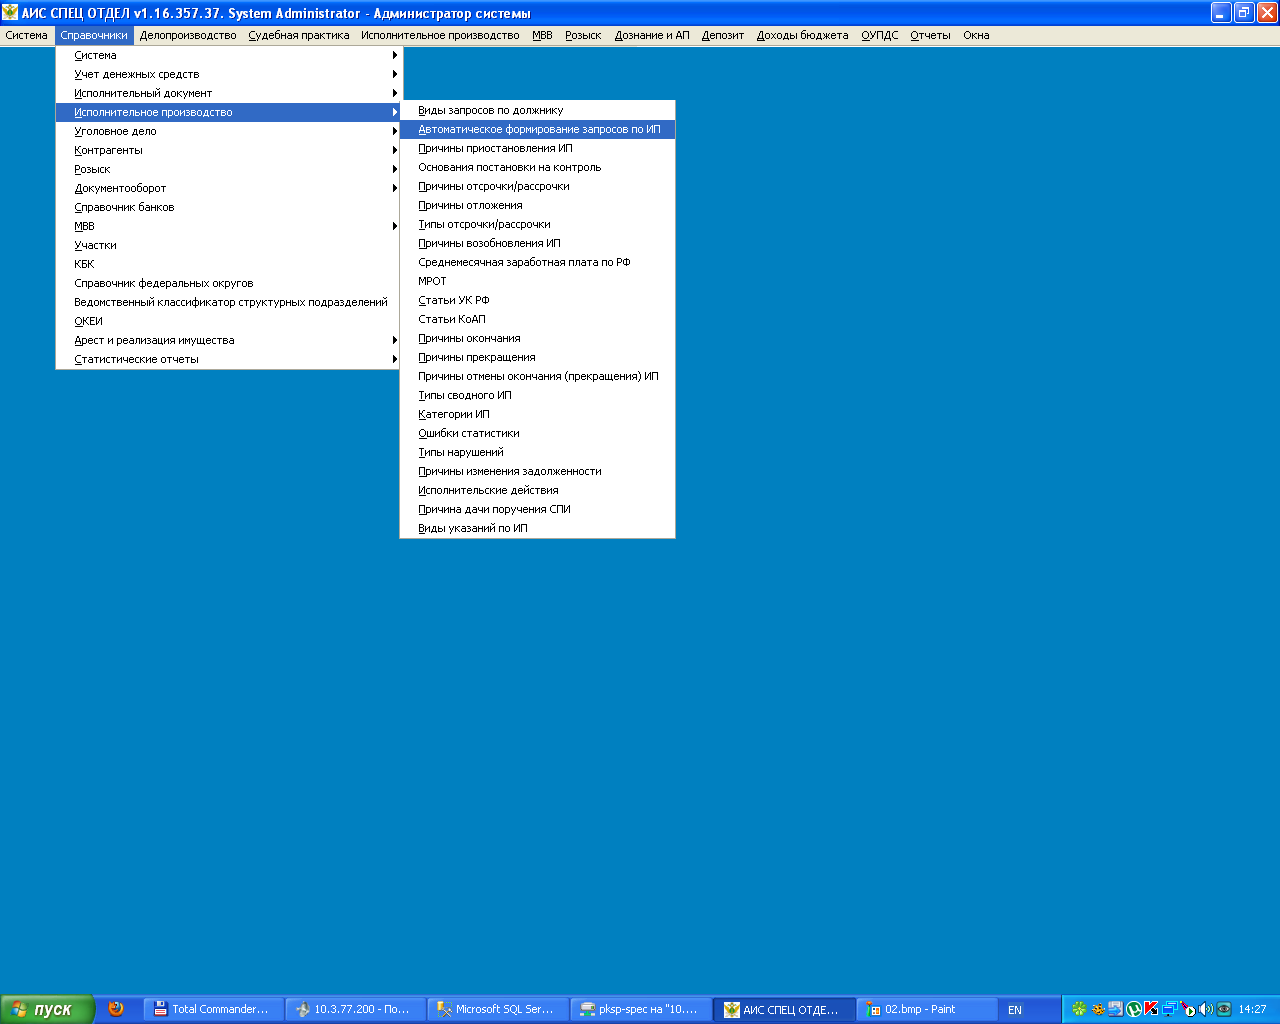 АИС СПЕЦ ОТДЕЛ v1.16.357.37. System Administrator - Администратор системы
Система Справочники Делопроизводство Судебная практика Исполнительное производство МВВ Розыск Дознание и АП Депозит Доходы бюджета ОУПДС Отчеты Окна
Система
Учет денежных средств
Исполнительный документ
Исполнительное производство
Уголовное дело
Контрагенты
Розыск
Документооборот
Справочник банков
МВВ
Участки
КБК
Справочник федеральных округов
Ведомственный классификатор структурных подразделений
ОКЕИ
Арест и реализация имущества
Статистические отчеты
Виды запросов по должнику
Автоматическое формирование запросов по ИП
Причины приостановления ИП
Основания постановки на контроль
Причины отсрочки/рассрочки
Причины отложения
Типы отсрочки/рассрочки
Причины возобновления ИП
Среднемесячная заработная плата по РФ
МРОТ
Статьи УК РФ
Статьи КоАП
Причины окончания
Причины прекращения
Причины отмены окончания (прекращения) ИП
Типы сводного ИП
Категории ИП
Ошибки статистики
Типы нарушений
Причины изменения задолженности
Исполнительские действия
Причина дачи поручения СПИ
Виды указаний по ИП
пуск Total Commander... 10.3.77.200 - По... Microsoft SQL Ser... pksp-spec на "10.... АИС СПЕЦ ОТДЕ... 02.bmp - Paint EN 14:27